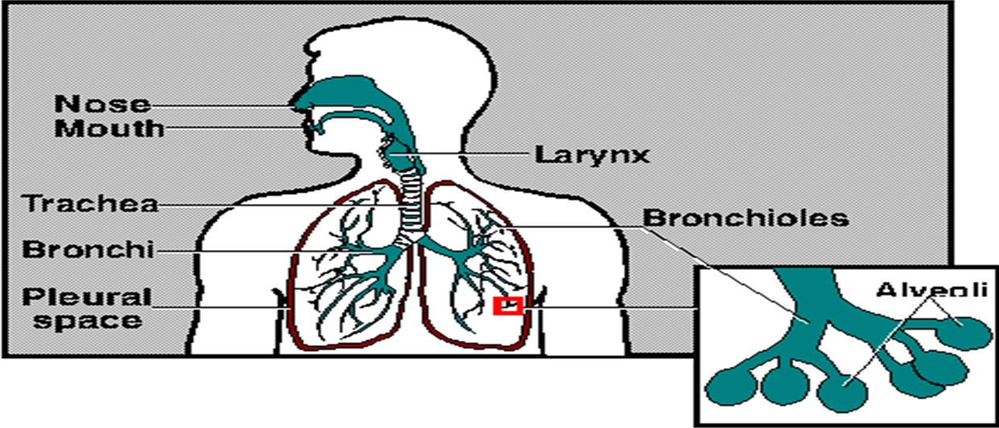 Nose
Mouth
Larynx
Trachea
Bronchioles
Bronchi
Alveoli
Pleural
space